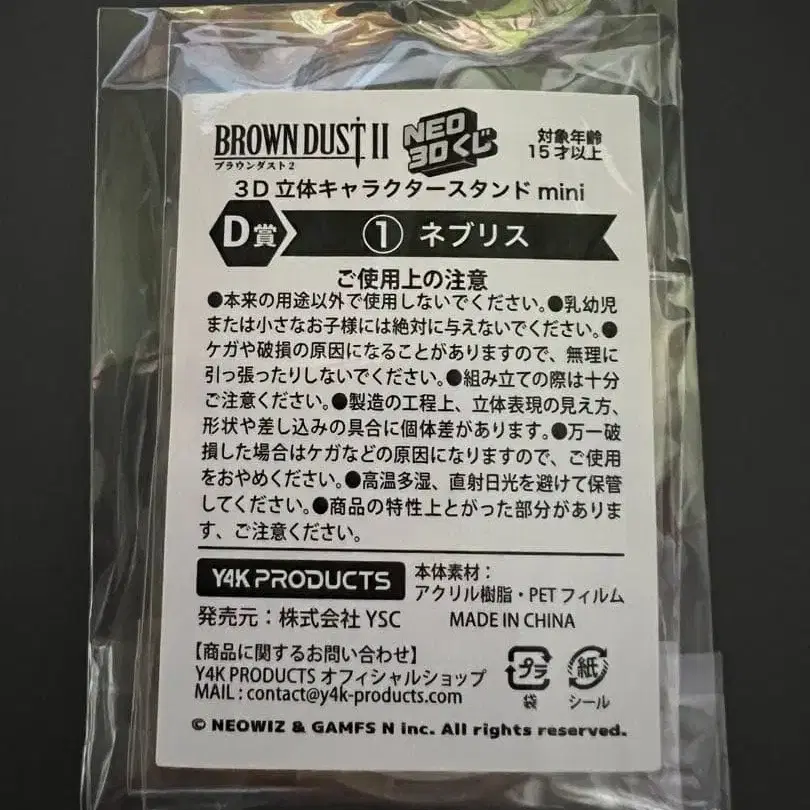 BROWN DUST II
ブラウンダスト2
NEO
3Dくじ
対象年齢
15才以上
3D立体キャラクタースタンド mini
D賞 ① ネブリス
ご使用上の注意
●本来の用途以外で使用しないでください。●乳幼児
または小さなお子様には絶対に与えないでください。●
ケガや破損の原因になることがありますので、無理に
引っ張ったりしないでください。●組み立ての際は十分
ご注意ください。●製造の工程上、立体表現の見え方、
形状や差し込みの具合に個体差があります。●万一破
損した場合はケガなどの原因になりますので、ご使用
をおやめください。●高温多湿、直射日光を避けて保管
してください。●商品の特性上とがった部分がありま
す、ご注意ください。
Y4K PRODUCTS
本体素材：
アクリル樹脂・PETフィルム
発売元：株式会社 YSC
MADE IN CHINA
【商品に関するお問い合わせ】
Y4K PRODUCTS オフィシャルショップ
MAIL : contact@y4k-products.com
プラ
袋
紙
シール
© NEOWIZ & GAMFS N inc. All rights reserved.